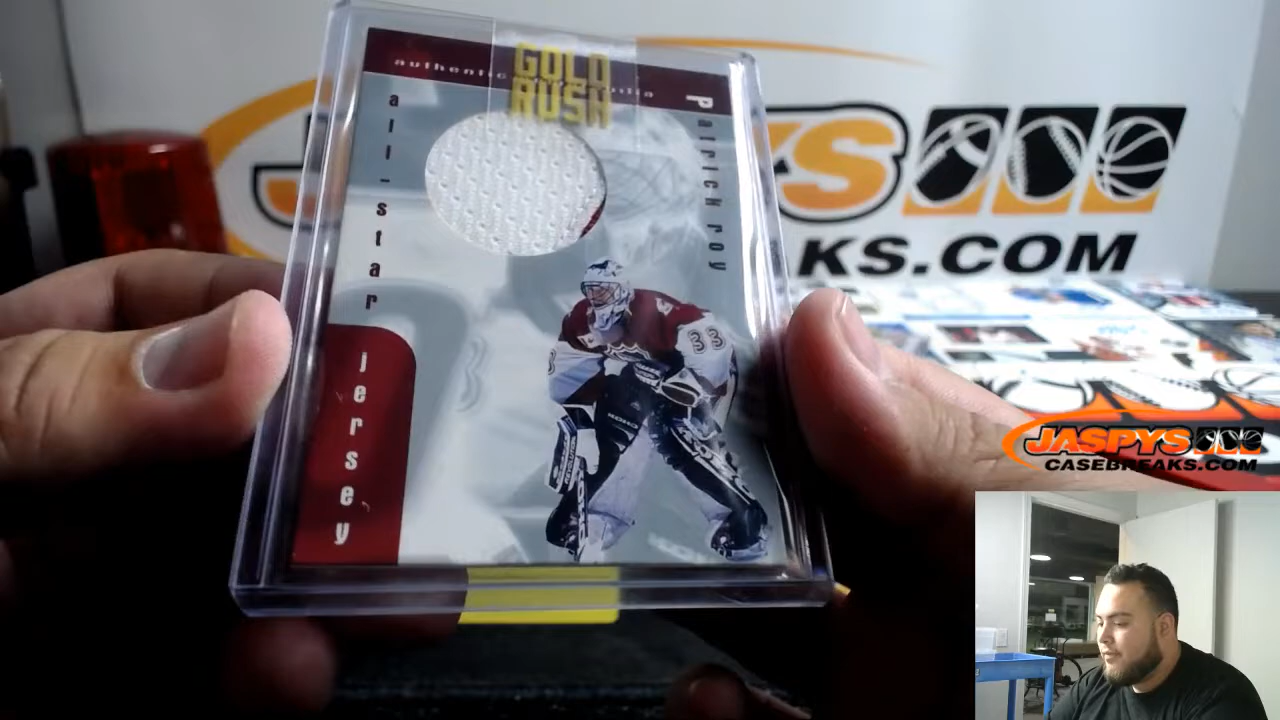 GOLD
RUSH
authentic
all-star
Patrick roy
jersey
33
KS.COM
JASPYS
CASEBREAKS.COM